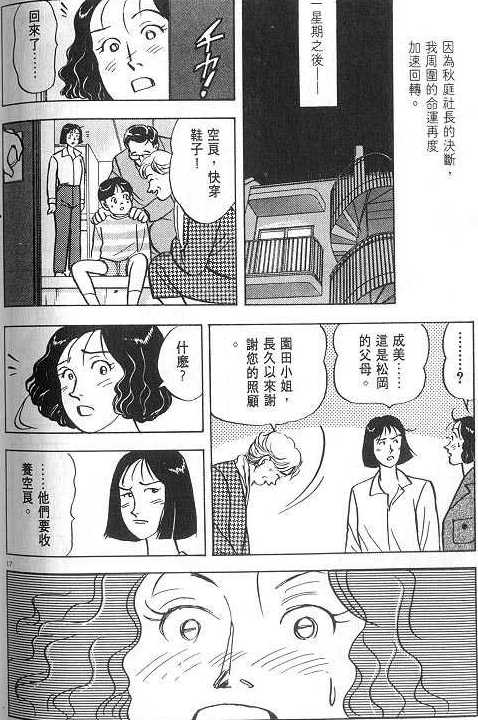 因為秋庭社長的決斷，
我周圍的命運再度
加速回轉。
一星期之後——
チカ
回來了……
空良，快穿
鞋子！
………？
成美……
這是松岡
的父母。
園田小姐，
長久以來謝
謝您的照顧
。
什麼？
……他們要收
養空良。
17